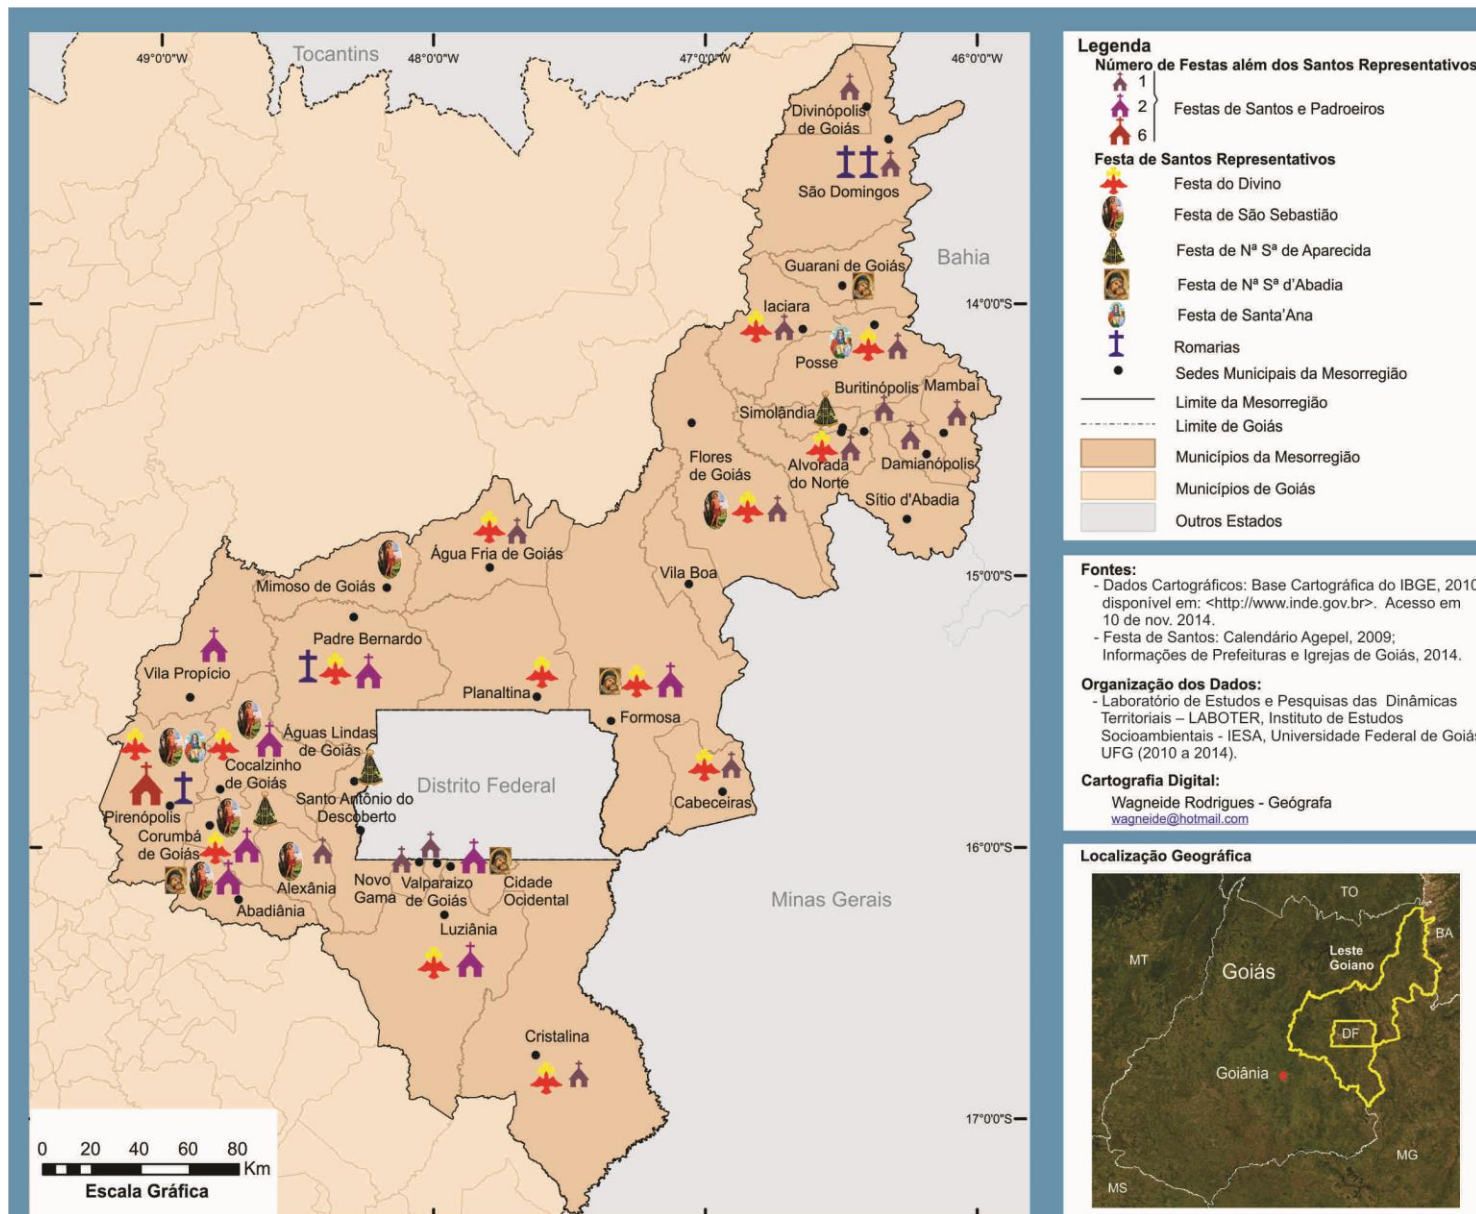 Tocantins
49°0'0"W
48°0'0"W
47°0'0"W
46°0'0"W
Divinópolis
de Goiás
São Domingos
Bahia
Guarani de Goiás
14°0'0"S
Iaciara
Posse
Buritinópolis
Mambaí
Simolândia
Flores
de Goiás
Alvorada
do Norte
Damianópolis
Sítio d'Abadia
Água Fria de Goiás
Mimoso de Goiás
Vila Boa
15°0'0"S
Padre Bernardo
Vila Propício
Planaltina
Formosa
Águas Lindas
de Goiás
Cocalzinho
de Goiás
Distrito Federal
Cabeceiras
Pirenópolis
Santo Antônio do
Descoberto
Corumbá
de Goiás
16°0'0"S
Alexânia
Novo
Gama
Valparaizo
de Goiás
Cidade
Ocidental
Abadiânia
Luziânia
Minas Gerais
Cristalina
17°0'0"S
0 20 40 60 80
Km
Escala Gráfica
Legenda
Número de Festas além dos Santos Representativos
1
2
6
Festas de Santos e Padroeiros
Festa de Santos Representativos
Festa do Divino
Festa de São Sebastião
Festa de Nª Sª de Aparecida
Festa de Nª Sª d'Abadia
Festa de Santa'Ana
Romarias
Sedes Municipais da Mesorregião
Limite da Mesorregião
Limite de Goiás
Municípios da Mesorregião
Municípios de Goiás
Outros Estados
Fontes:
- Dados Cartográficos: Base Cartográfica do IBGE, 2010
disponível em: <http://www.inde.gov.br>. Acesso em
10 de nov. 2014.
- Festa de Santos: Calendário Agepel, 2009;
Informações de Prefeituras e Igrejas de Goiás, 2014.
Organização dos Dados:
- Laboratório de Estudos e Pesquisas das Dinâmicas
Territoriais – LABOTER, Instituto de Estudos
Socioambientais - IESA, Universidade Federal de Goiás
UFG (2010 a 2014).
Cartografia Digital:
Wagneide Rodrigues - Geógrafa
wagneide@hotmail.com
Localização Geográfica
TO
BA
Leste
Goiano
MT
Goiás
DF
Goiânia
MG
MS